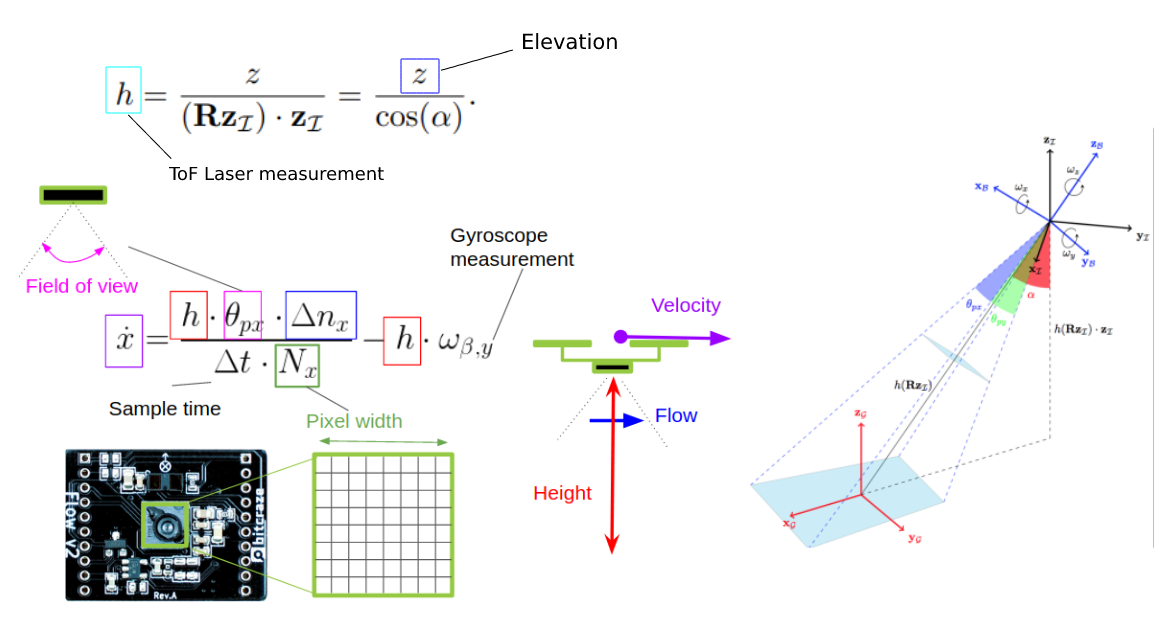 Elevation
h = z / ((Rz_ℐ) · z_ℐ) = z / cos(α).
ToF Laser measurement
Field of view
Gyroscope
measurement
ẋ = (h · θ_px · Δn_x) / (Δt · N_x) − h · ω_β,y
Sample time
Pixel width
Flow V2
bitcraze
Rev.A
Velocity
Flow
Height
z_ℐ
z_ℬ
x_ℬ
ω_x
ω_z
y_ℐ
ω_y
y_ℬ
x_ℐ
θ_px
θ_py
α
h(Rz_ℐ) · z_ℐ
h(Rz_ℐ)
z_𝒢
x_𝒢
y_𝒢